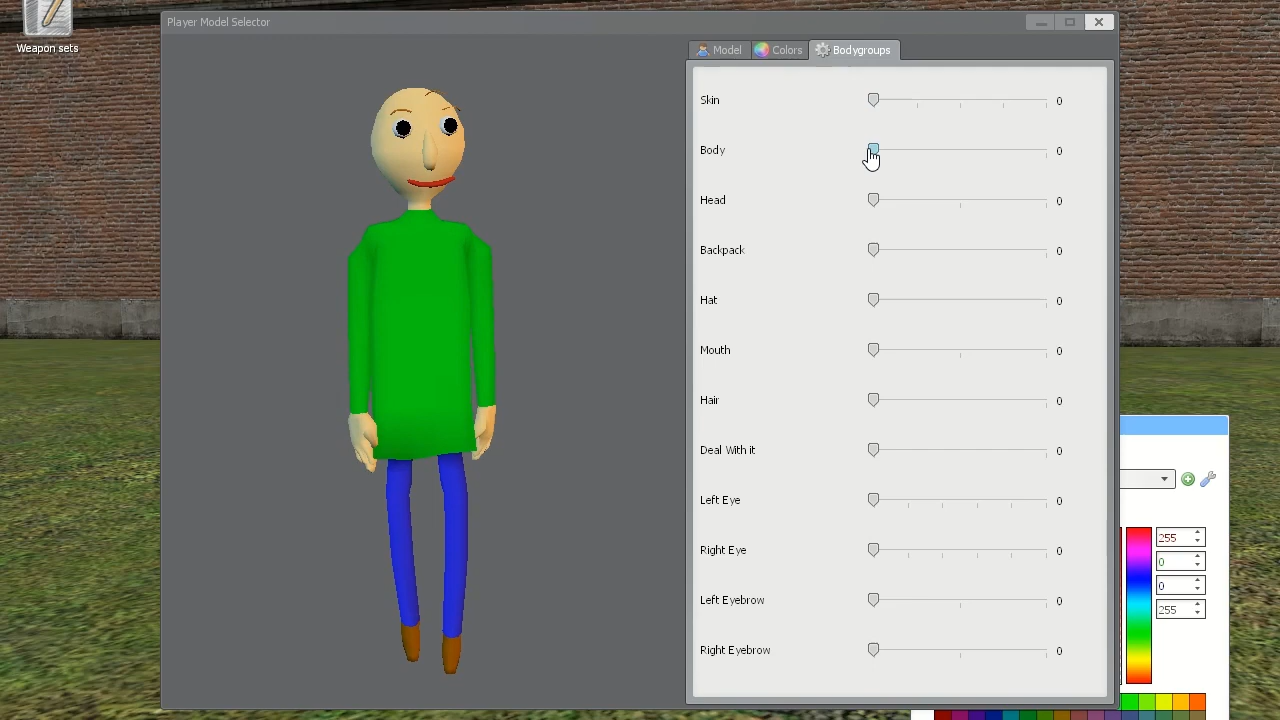 Player Model Selector
Weapon sets
Model Colors Bodygroups
Skin 0
Body 0
Head 0
Backpack 0
Hat 0
Mouth 0
Hair 0
Deal With it 0
Left Eye 0
Right Eye 0
Left Eyebrow 0
Right Eyebrow 0
255
0
0
255